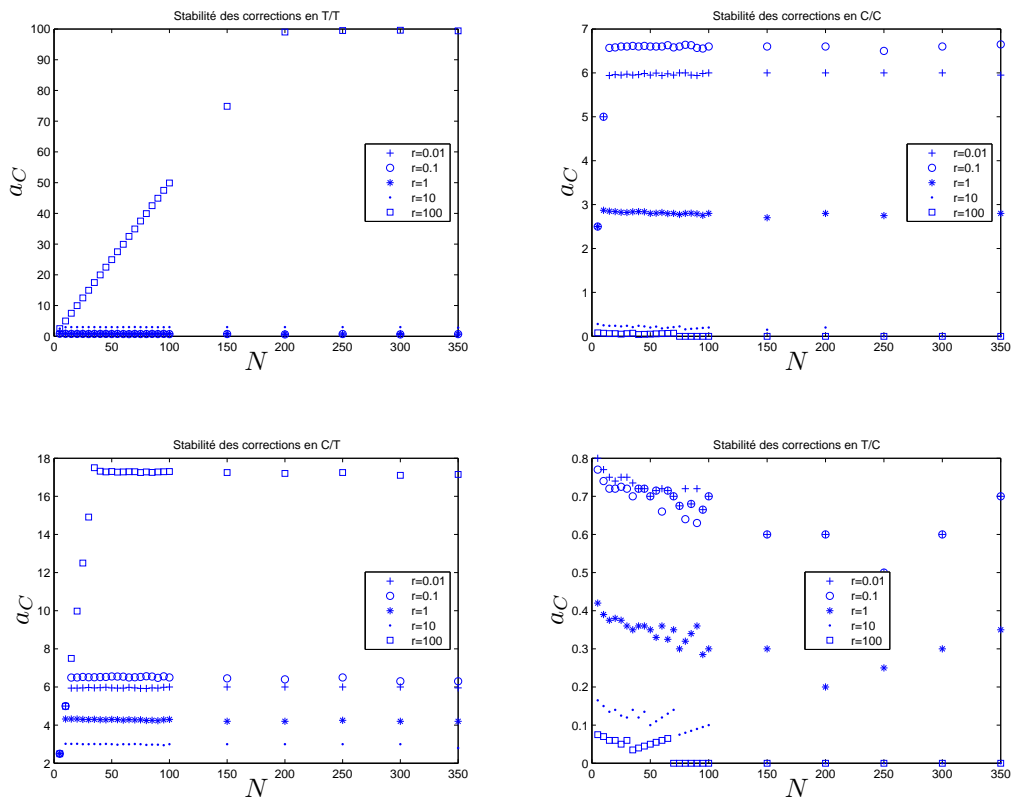 Stabilité des corrections en T/T
100
90
80
70
60
50
40
30
20
10
0
0 50 100 150 200 250 300 350
a_C
N
r=0.01
r=0.1
r=1
r=10
r=100
Stabilité des corrections en C/C
7
6
5
4
3
2
1
0
0 50 100 150 200 250 300 350
a_C
N
r=0.01
r=0.1
r=1
r=10
r=100
Stabilité des corrections en C/T
18
16
14
12
10
8
6
4
2
0 50 100 150 200 250 300 350
a_C
N
r=0.01
r=0.1
r=1
r=10
r=100
Stabilité des corrections en T/C
0.8
0.7
0.6
0.5
0.4
0.3
0.2
0.1
0
0 50 100 150 200 250 300 350
a_C
N
r=0.01
r=0.1
r=1
r=10
r=100